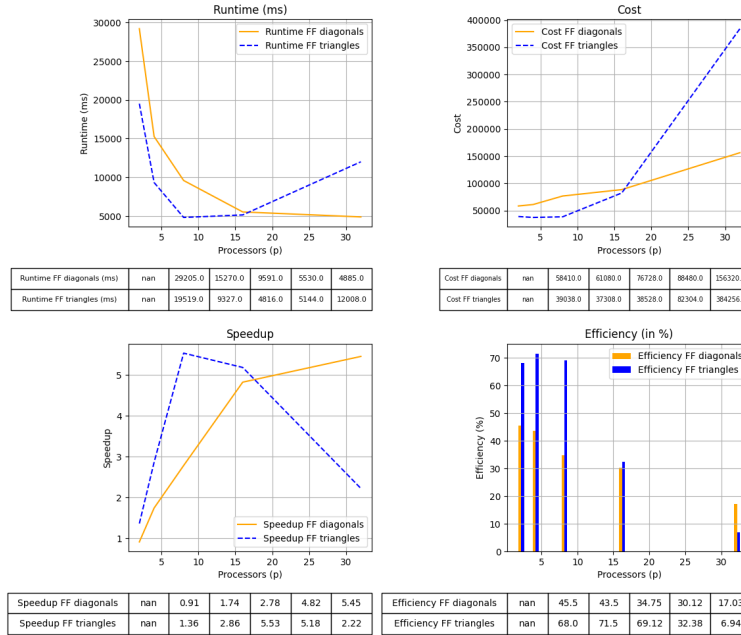 Runtime (ms)
Runtime FF diagonals
Runtime FF triangles
30000
25000
20000
15000
10000
5000
Runtime (ms)
5 10 15 20 25 30
Processors (p)
Runtime FF diagonals (ms) nan 29205.0 15270.0 9591.0 5530.0 4885.0
Runtime FF triangles (ms) nan 19519.0 9327.0 4816.0 5144.0 12008.0
Cost
Cost FF diagonals
Cost FF triangles
400000
350000
300000
250000
200000
150000
100000
50000
Cost
5 10 15 20 25 30
Processors (p)
Cost FF diagonals nan 58410.0 61080.0 76728.0 88480.0 156320.
Cost FF triangles nan 39038.0 37308.0 38528.0 82304.0 384256.
Speedup
5
4
3
2
1
Speedup
Speedup FF diagonals
Speedup FF triangles
5 10 15 20 25 30
Processors (p)
Speedup FF diagonals nan 0.91 1.74 2.78 4.82 5.45
Speedup FF triangles nan 1.36 2.86 5.53 5.18 2.22
Efficiency (in %)
Efficiency FF diagonals
Efficiency FF triangles
70
60
50
40
30
20
10
0
Efficiency (%)
5 10 15 20 25 30
Processors (p)
Efficiency FF diagonals nan 45.5 43.5 34.75 30.12 17.03
Efficiency FF triangles nan 68.0 71.5 69.12 32.38 6.94